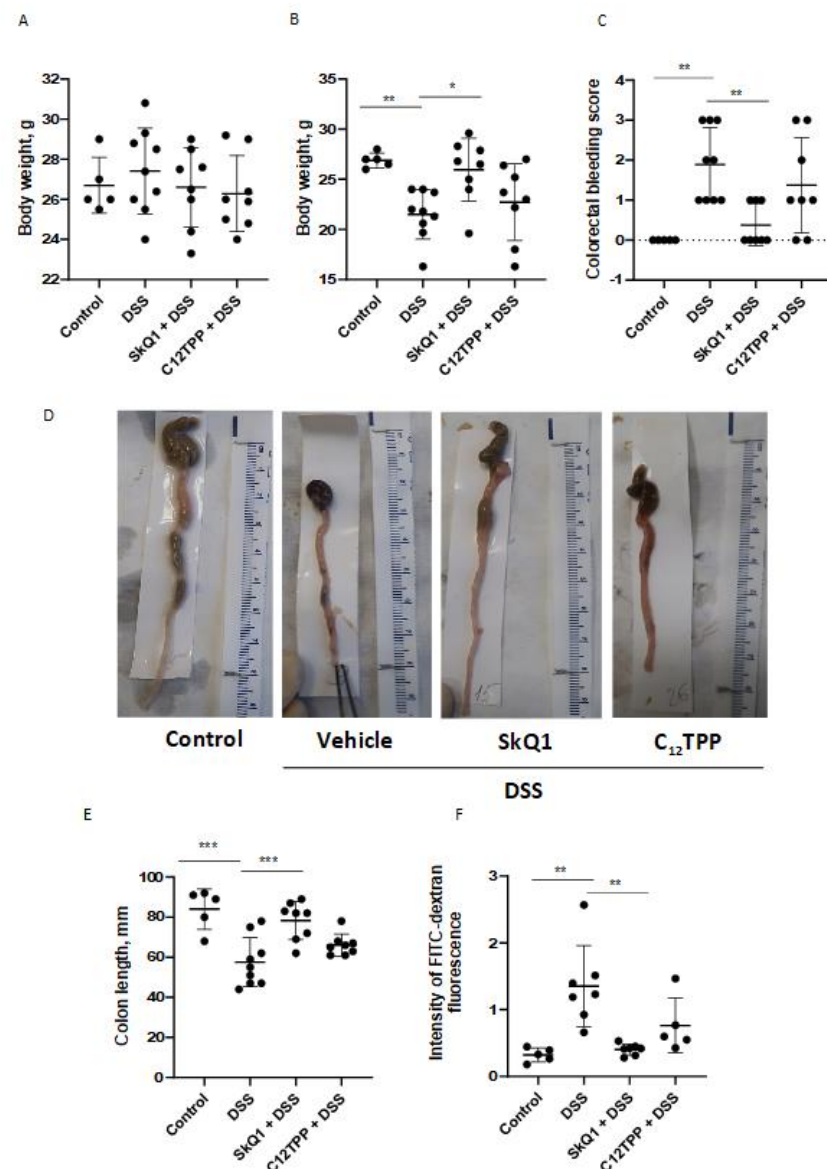 A
B
C
Body weight, g
32
30
28
26
24
22
Control
DSS
SkQ1 + DSS
C12TPP + DSS
Body weight, g
35
30
25
20
15
**
*
Control
DSS
SkQ1 + DSS
C12TPP + DSS
Colorectal bleeding score
4
3
2
1
0
-1
**
**
Control
DSS
SkQ1 + DSS
C12TPP + DSS
D
15
26
Control
Vehicle
SkQ1
C₁₂TPP
DSS
E
F
Colon length, mm
100
80
60
40
20
0
***
***
Control
DSS
SkQ1 + DSS
C12TPP + DSS
Intensity of FITC-dextran
fluorescence
3
2
1
0
**
**
Control
DSS
SkQ1 + DSS
C12TPP + DSS